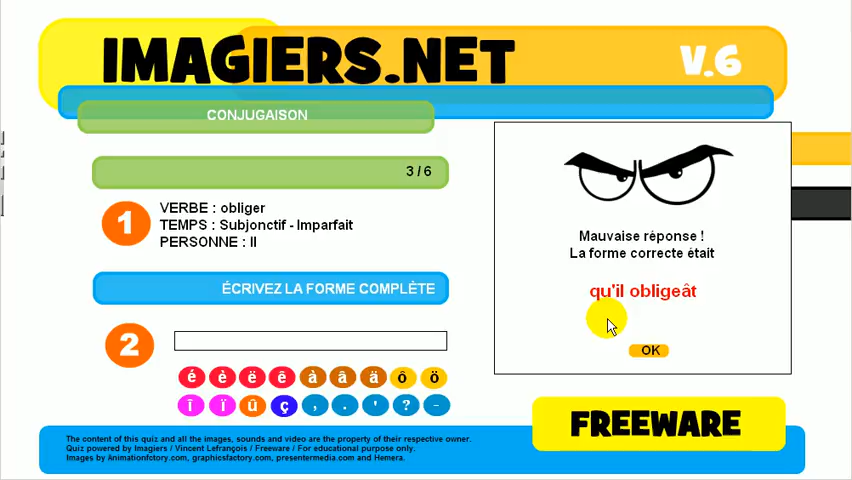 IMAGIERS.NET
V.6
CONJUGAISON
3 / 6
1
VERBE : obliger
TEMPS : Subjonctif - Imparfait
PERSONNE : Il
ÉCRIVEZ LA FORME COMPLÈTE
2
é è ë ê à â ä ô ö
î ï û ç , . ' ? -
Mauvaise réponse !
La forme correcte était
qu'il obligeât
OK
FREEWARE
The content of this quiz and all the images, sounds and video are the property of their respective owner.
Quiz powered by Imagiers / Vincent Lefrançois / Freeware / For educational purpose only.
Images by Animationfctory.com, graphicsfactory.com, presentermedia.com and Hemera.